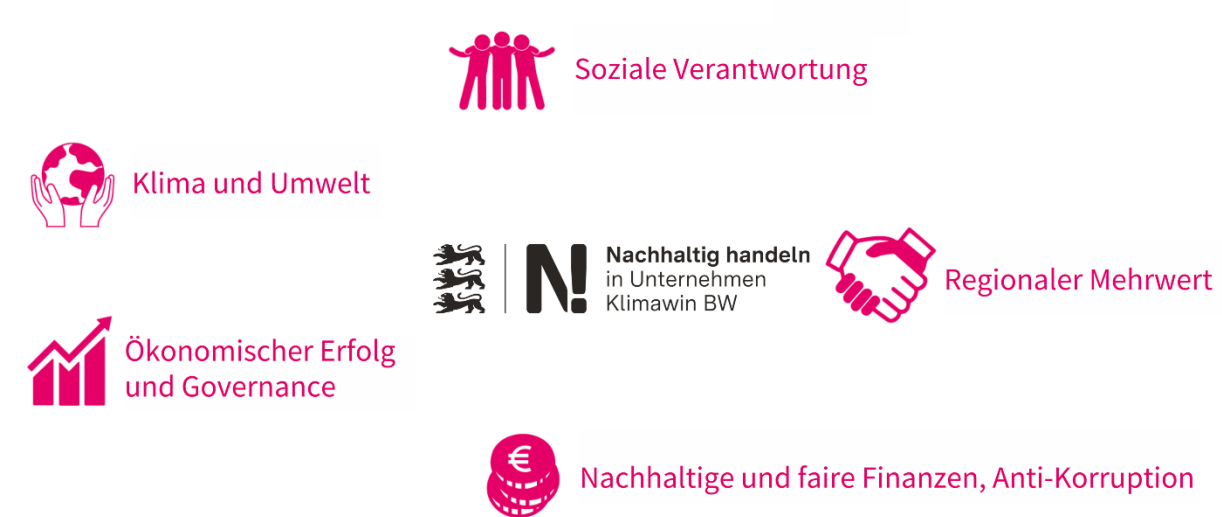 Soziale Verantwortung
Klima und Umwelt
N!
Nachhaltig handeln
in Unternehmen
Klimawin BW
Regionaler Mehrwert
Ökonomischer Erfolg
und Governance
€
Nachhaltige und faire Finanzen, Anti-Korruption